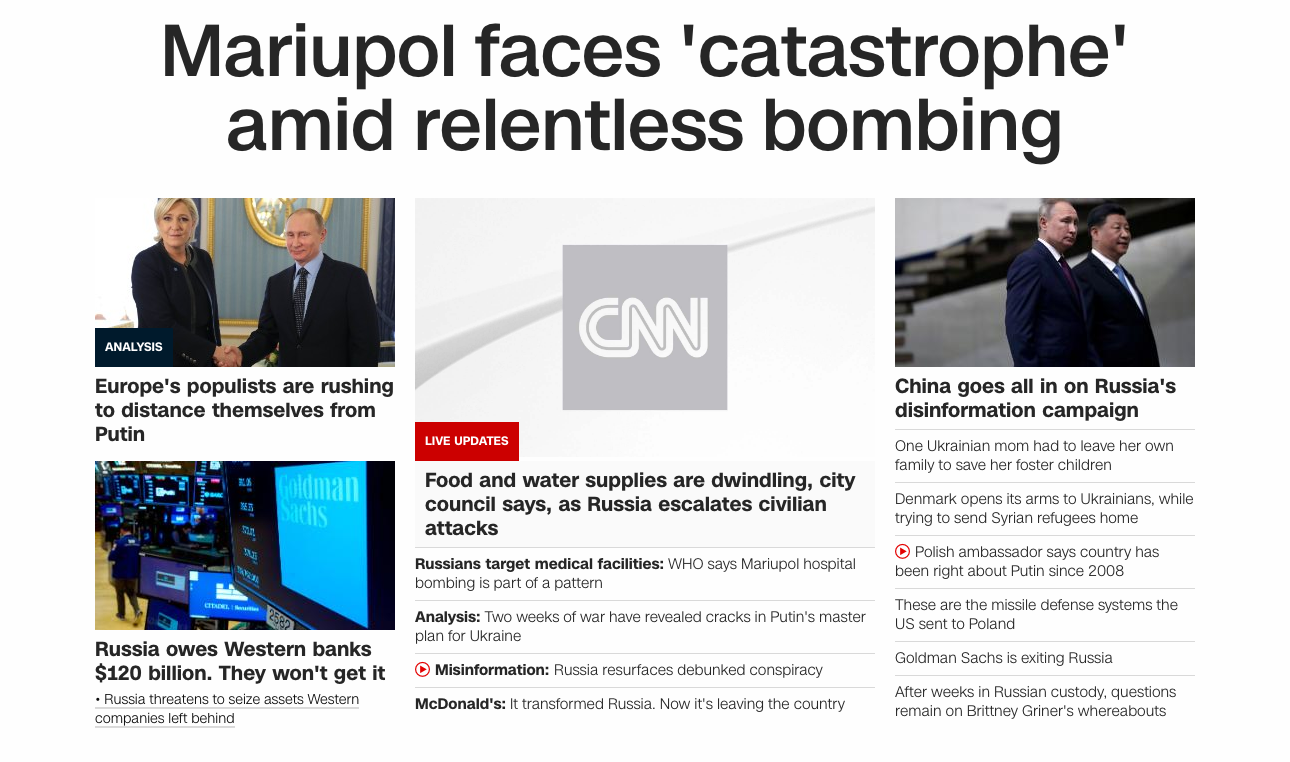 Mariupol faces 'catastrophe'
amid relentless bombing
ANALYSIS
Europe's populists are rushing
to distance themselves from
Putin
Goldman
Sachs
CITADEL | Securities
2582
Russia owes Western banks
$120 billion. They won't get it
• Russia threatens to seize assets Western
companies left behind
CNN
LIVE UPDATES
Food and water supplies are dwindling, city
council says, as Russia escalates civilian
attacks
Russians target medical facilities: WHO says Mariupol hospital
bombing is part of a pattern
Analysis: Two weeks of war have revealed cracks in Putin's master
plan for Ukraine
Misinformation: Russia resurfaces debunked conspiracy
McDonald's: It transformed Russia. Now it's leaving the country
China goes all in on Russia's
disinformation campaign
One Ukrainian mom had to leave her own
family to save her foster children
Denmark opens its arms to Ukrainians, while
trying to send Syrian refugees home
Polish ambassador says country has
been right about Putin since 2008
These are the missile defense systems the
US sent to Poland
Goldman Sachs is exiting Russia
After weeks in Russian custody, questions
remain on Brittney Griner's whereabouts